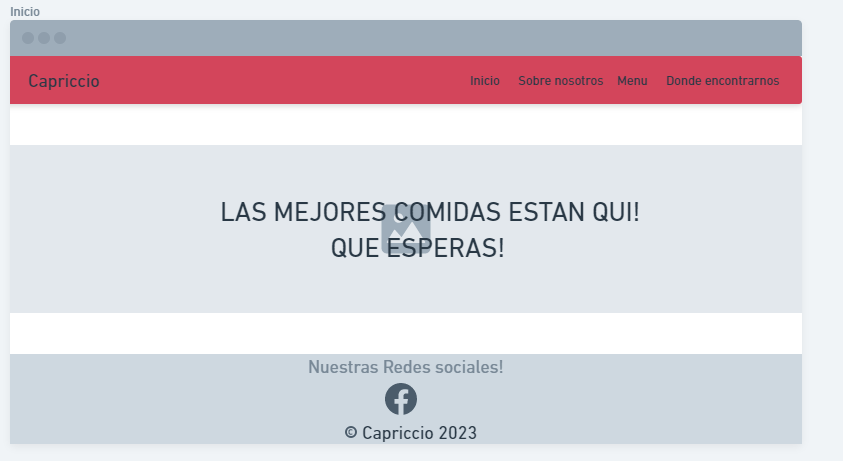 Inicio
Capriccio
Inicio Sobre nosotros Menu Donde encontrarnos
LAS MEJORES COMIDAS ESTAN QUI!
QUE ESPERAS!
Nuestras Redes sociales!
© Capriccio 2023